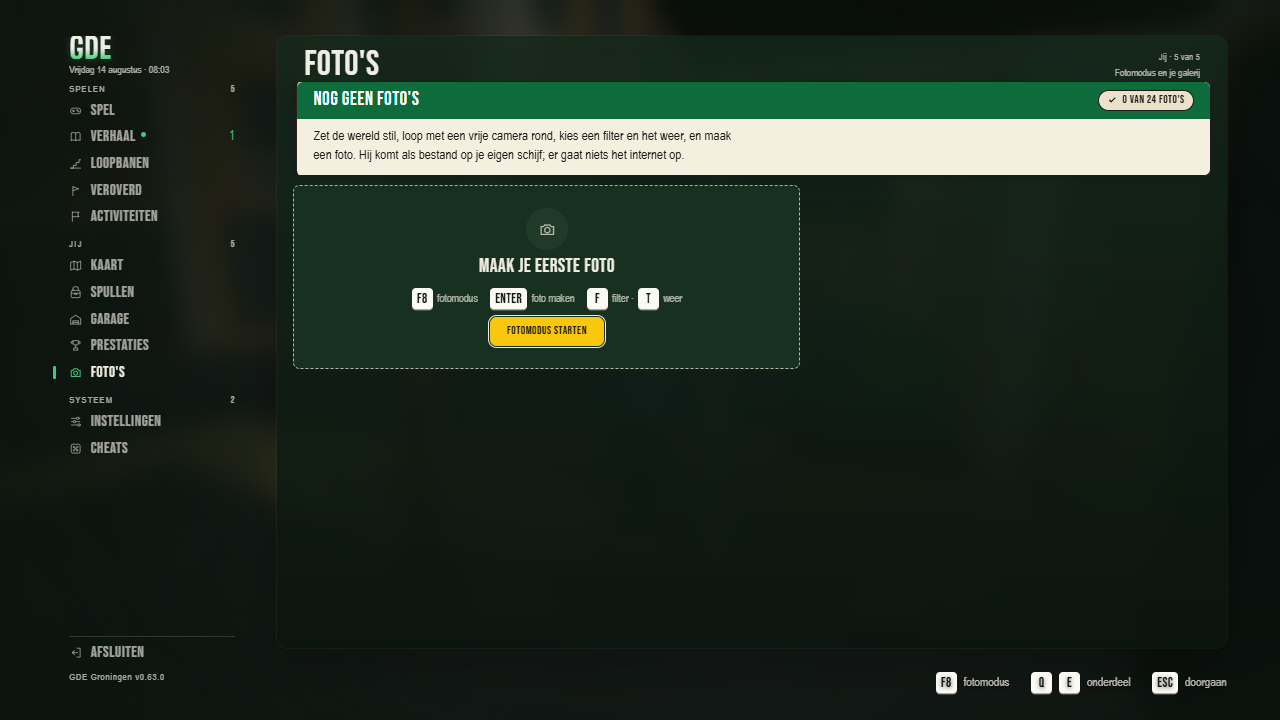 GDE
Vrijdag 14 augustus · 08:03
SPELEN 5
SPEL
VERHAAL 1
LOOPBANEN
VEROVERD
ACTIVITEITEN
JIJ 5
KAART
SPULLEN
GARAGE
PRESTATIES
FOTO'S
SYSTEEM 2
INSTELLINGEN
CHEATS
AFSLUITEN
GDE Groningen v0.63.0
FOTO'S
Jij · 5 van 5
Fotomodus en je galerij
NOG GEEN FOTO'S
0 VAN 24 FOTO'S
Zet de wereld stil, loop met een vrije camera rond, kies een filter en het weer, en maak
een foto. Hij komt als bestand op je eigen schijf; er gaat niets het internet op.
MAAK JE EERSTE FOTO
F8 fotomodus ENTER foto maken F filter · T weer
FOTOMODUS STARTEN
F8 fotomodus Q E onderdeel ESC doorgaan